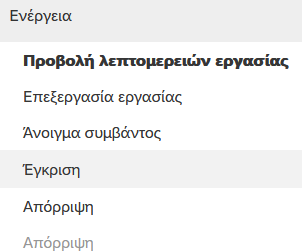 Ενέργεια
Προβολή λεπτομερειών εργασίας
Επεξεργασία εργασίας
Άνοιγμα συμβάντος
Έγκριση
Απόρριψη
Απόρριψη